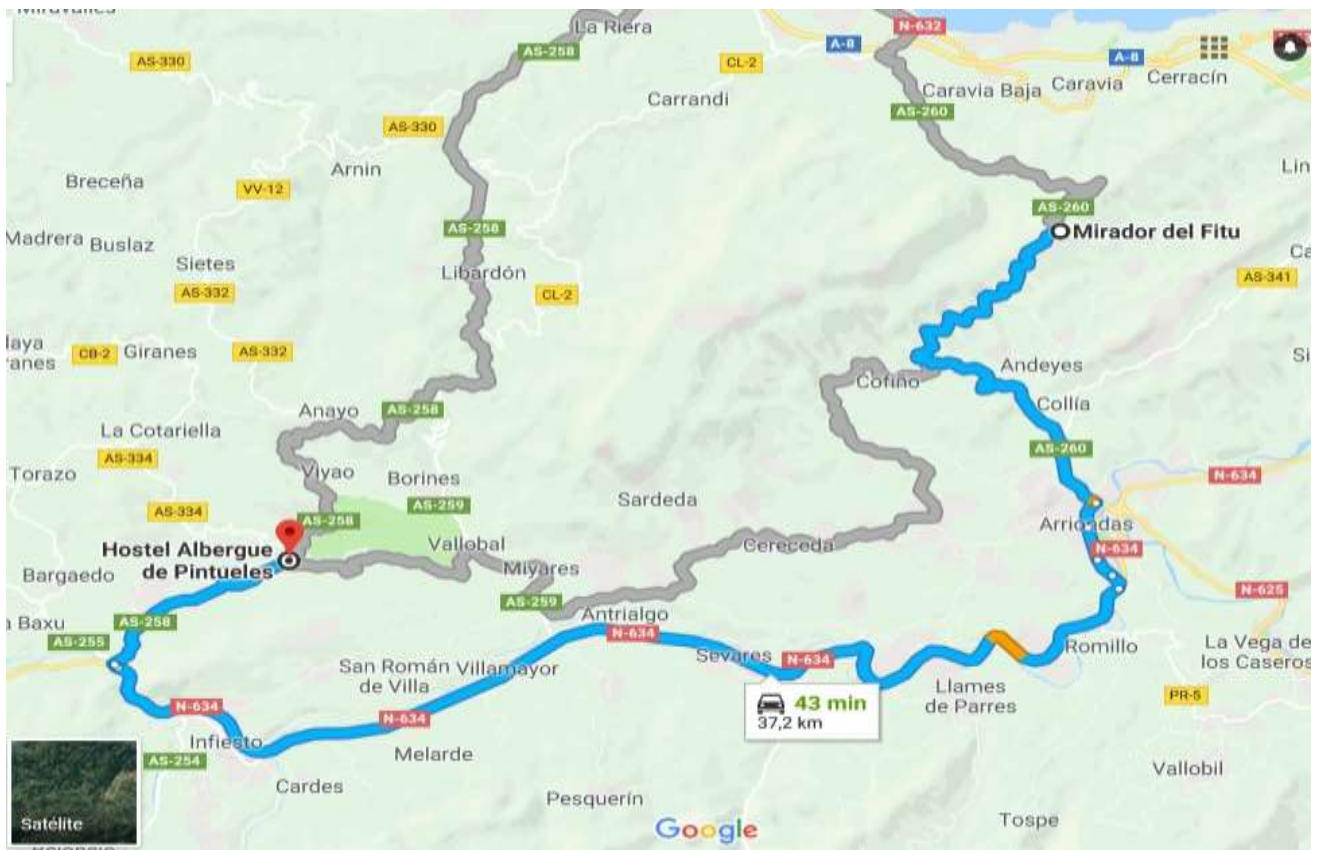 Miravalles
La Riera
N-632
AS-258
A-8
A-8
AS-330
CL-2
Cerracín
Caravia
Caravia Baja
Carrandi
AS-260
AS-330
Arnin
Breceña
VV-12
Lin
AS-260
AS-258
Mirador del Fitu
Madrera
Buslaz
Sietes
Libardón
AS-341
AS-332
CL-2
AS-332
CB-2
Giranes
Andeyes
Cofino
Collía
Anayo
AS-258
La Cotariella
AS-334
AS-260
Torazo
Viyao
Borines
N-634
AS-259
Sardeda
AS-334
AS-258
Arriondas
Hostel Albergue
de Pintueles
Vallobal
Cereceda
N-634
Bargaedo
Miyares
N-625
AS-259
Antrialgo
AS-258
a Baxu
AS-255
N-634
Romillo
La Vega de
los Caseros
San Román
de Villa
Villamayor
Sevares
N-634
Llames
de Parres
PR-5
43 min
37,2 km
N-634
N-634
Infiesto
Melarde
AS-254
Cardes
Vallobil
Pesquerín
Tospe
Satélite
Google